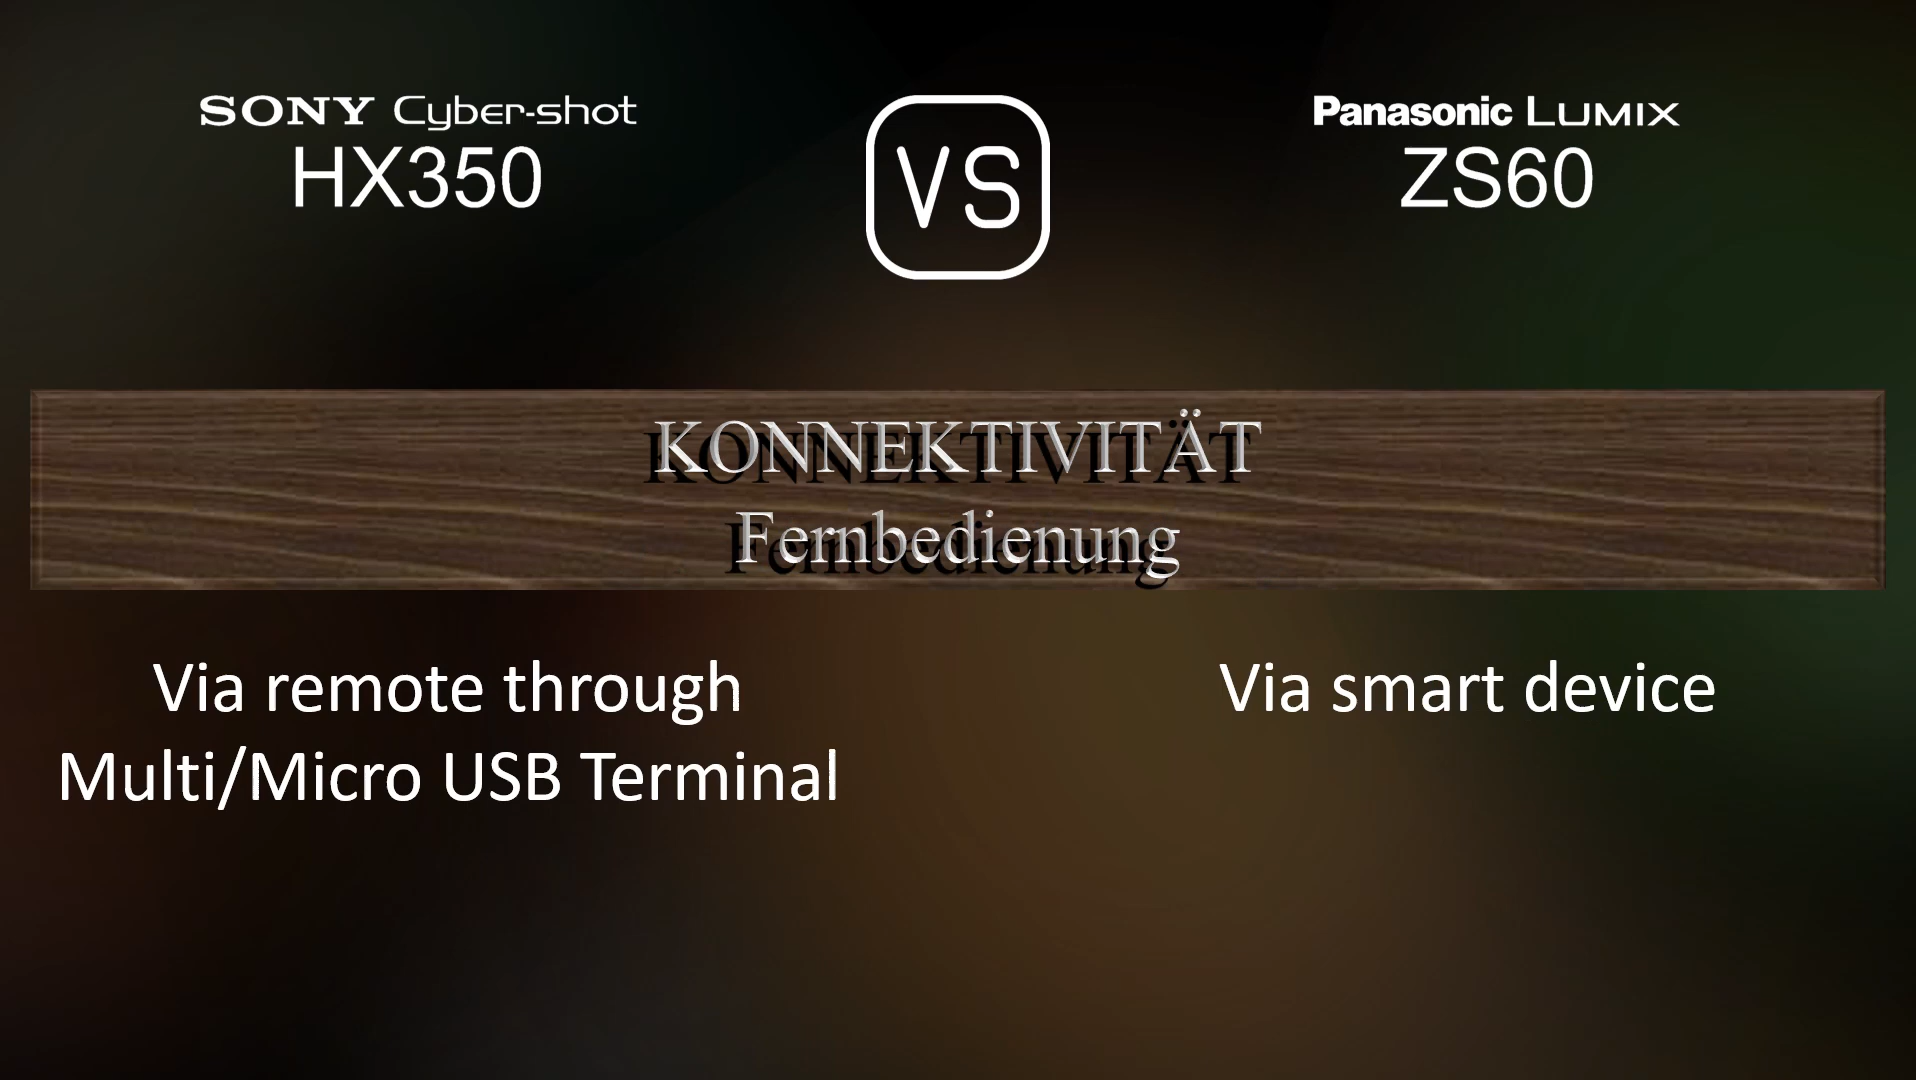 SONY Cyber-shot
HX350
VS
Panasonic LUMIX
ZS60
KONNEKTIVITÄT
Fernbedienung
Via remote through
Multi/Micro USB Terminal
Via smart device